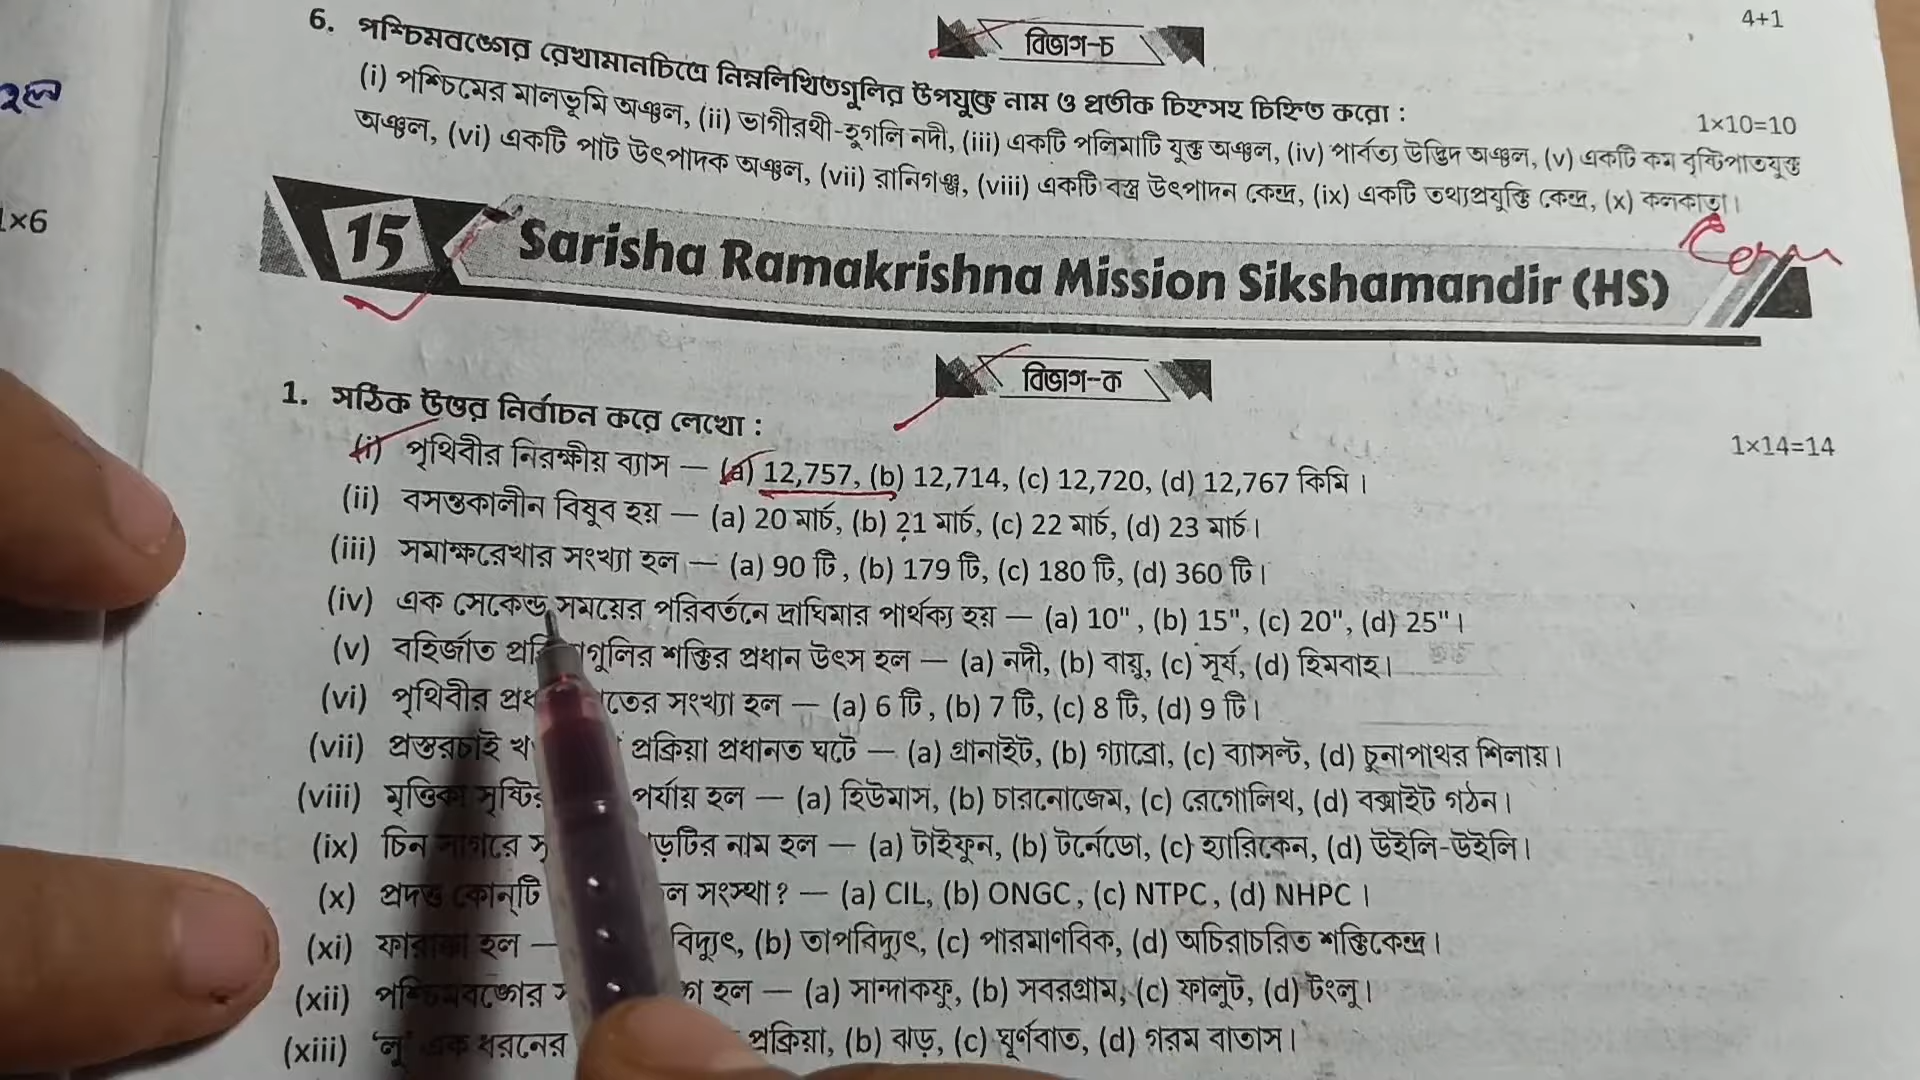 4+1
বিভাগ-চ
6. পশ্চিমবঙ্গের রেখামানচিত্রে নিম্নলিখিতগুলির উপযুক্ত নাম ও প্রতীক চিহ্নসহ চিহ্নিত করো :
1×10=10
(i) পশ্চিমের মালভূমি অঞ্চল, (ii) ভাগীরথী-হুগলি নদী, (iii) একটি পলিমাটি যুক্ত অঞ্চল, (iv) পার্বত্য উদ্ভিদ অঞ্চল, (v) একটি কম বৃষ্টিপাতযুক্ত
অঞ্চল, (vi) একটি পাট উৎপাদক অঞ্চল, (vii) রানিগঞ্জ, (viii) একটি বস্ত্র উৎপাদন কেন্দ্র, (ix) একটি তথ্যপ্রযুক্তি কেন্দ্র, (x) কলকাতা।
1×6
15 Sarisha Ramakrishna Mission Sikshamandir (HS)
বিভাগ-ক
1. সঠিক উত্তর নির্বাচন করে লেখো :
1×14=14
(i) পৃথিবীর নিরক্ষীয় ব্যাস — (a) 12,757, (b) 12,714, (c) 12,720, (d) 12,767 কিমি।
(ii) বসন্তকালীন বিষুব হয় — (a) 20 মার্চ, (b) 21 মার্চ, (c) 22 মার্চ, (d) 23 মার্চ।
(iii) সমাক্ষরেখার সংখ্যা হল — (a) 90 টি, (b) 179 টি, (c) 180 টি, (d) 360 টি।
(iv) এক সেকেন্ড সময়ের পরিবর্তনে দ্রাঘিমার পার্থক্য হয় — (a) 10", (b) 15", (c) 20", (d) 25"।
(v) বহির্জাত শক্তির প্রধান উৎস হল — (a) নদী, (b) বায়ু, (c) সূর্য, (d) হিমবাহ।
(vi) পৃথিবীর সংখ্যা হল — (a) 6 টি, (b) 7 টি, (c) 8 টি, (d) 9 টি।
(vii) প্রস্তরচাই প্রক্রিয়া প্রধানত ঘটে — (a) গ্রানাইট, (b) গ্যাব্রো, (c) ব্যাসল্ট, (d) চুনাপাথর শিলায়।
(viii) মৃত্তিকা সৃষ্টির পর্যায় হল — (a) হিউমাস, (b) চারনোজেম, (c) রেগোলিথ, (d) বক্সাইট গঠন।
(ix) চিন সাগরে নাম হল — (a) টাইফুন, (b) টর্নেডো, (c) হ্যারিকেন, (d) উইলি-উইলি।
(x) প্রদত্ত কোন্‌টি সংস্থা? — (a) CIL, (b) ONGC, (c) NTPC, (d) NHPC।
(xi) ফারাক্কা হল — বিদ্যুৎ, (b) তাপবিদ্যুৎ, (c) পারমাণবিক, (d) অচিরাচরিত শক্তিকেন্দ্র।
(xii) পশ্চিমবঙ্গের হল — (a) সান্দাকফু, (b) সবরগ্রাম, (c) ফালুট, (d) টংলু।
(xiii) 'লু' এক ধরনের প্রক্রিয়া, (b) ঝড়, (c) ঘূর্ণবাত, (d) গরম বাতাস।